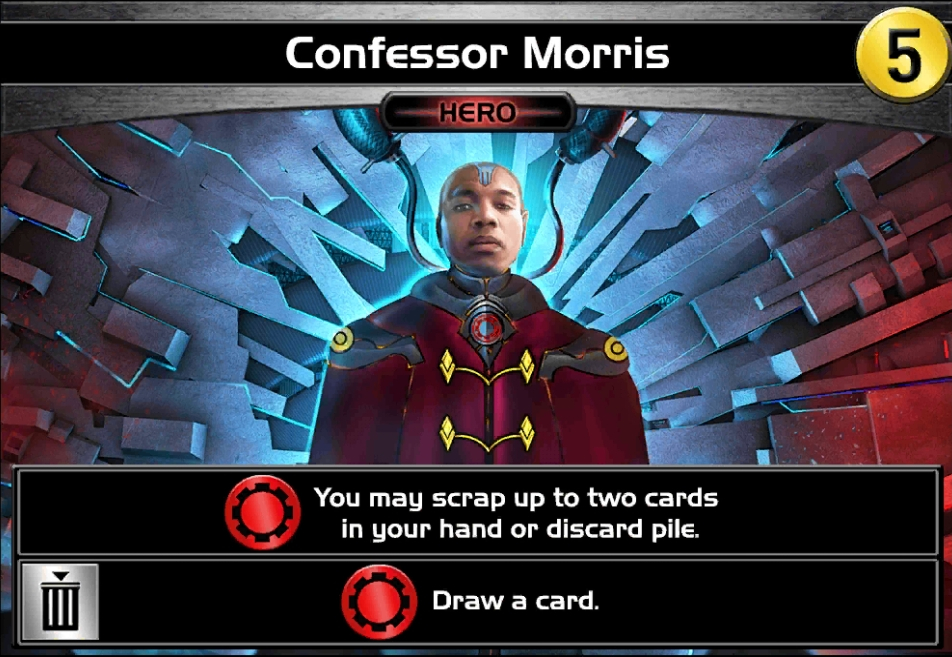 Confessor Morris
5
HERO
You may scrap up to two cards
in your hand or discard pile.
Draw a card.